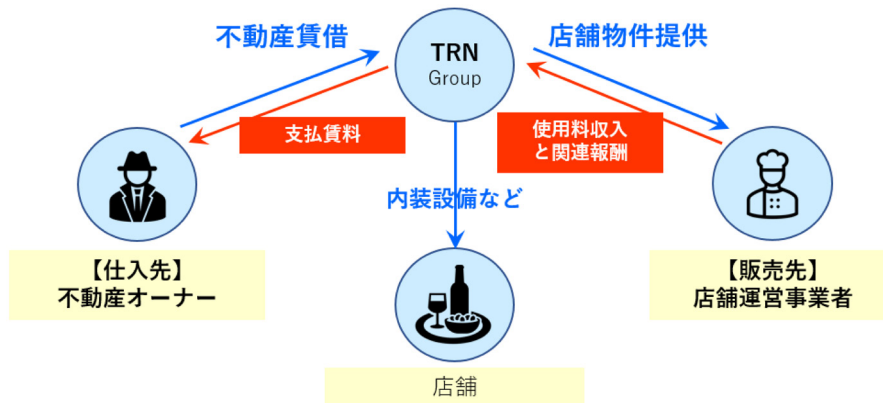 不動産賃借
TRN
Group
店舗物件提供
支払賃料
使用料収入
と関連報酬
内装設備など
【仕入先】
不動産オーナー
【販売先】
店舗運営事業者
店舗